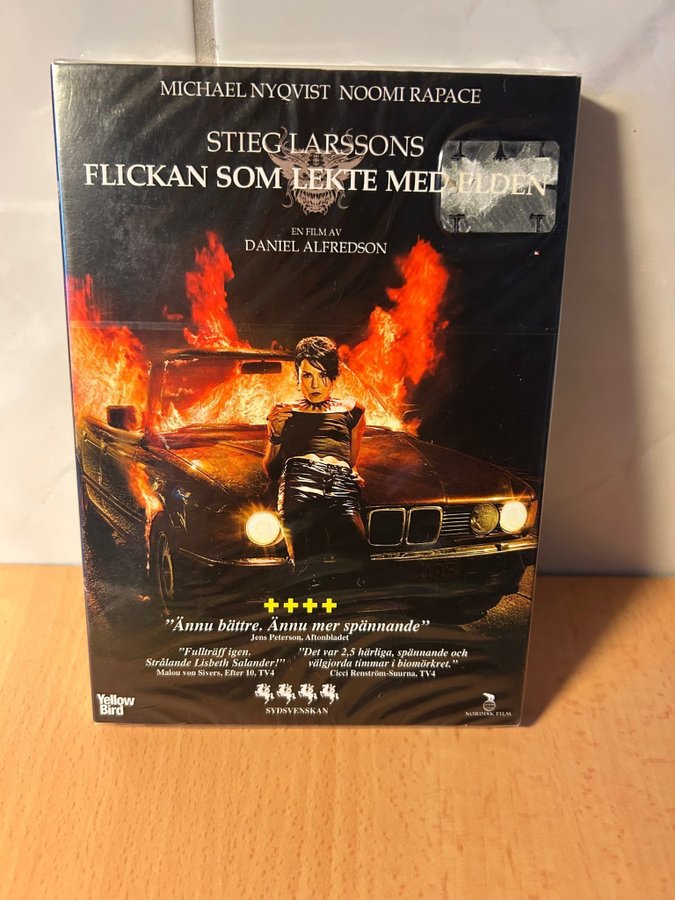 MICHAEL NYQVIST NOOMI RAPACE
STIEG LARSSONS
FLICKAN SOM LEKTE MED ELDEN
EN FILM AV
DANIEL ALFREDSON
"Ännu bättre. Ännu mer spännande"
Jens Peterson, Aftonbladet
"Fullträff igen.
Strålande Lisbeth Salander!"
Malou von Sivers, Efter 10, TV4
"Det var 2,5 härliga, spännande och
välgjorda timmar i biomörkret."
Cicci Renström-Suurna, TV4
SYDSVENSKAN
Yellow
Bird
NORDISK FILM